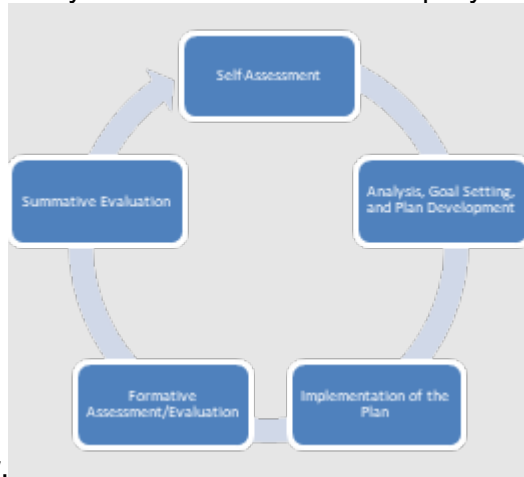 Self Assessment
Analysis, Goal Setting,
and Plan Development
Implementation of the
Plan
Formative
Assessment/Evaluation
Summative Evaluation